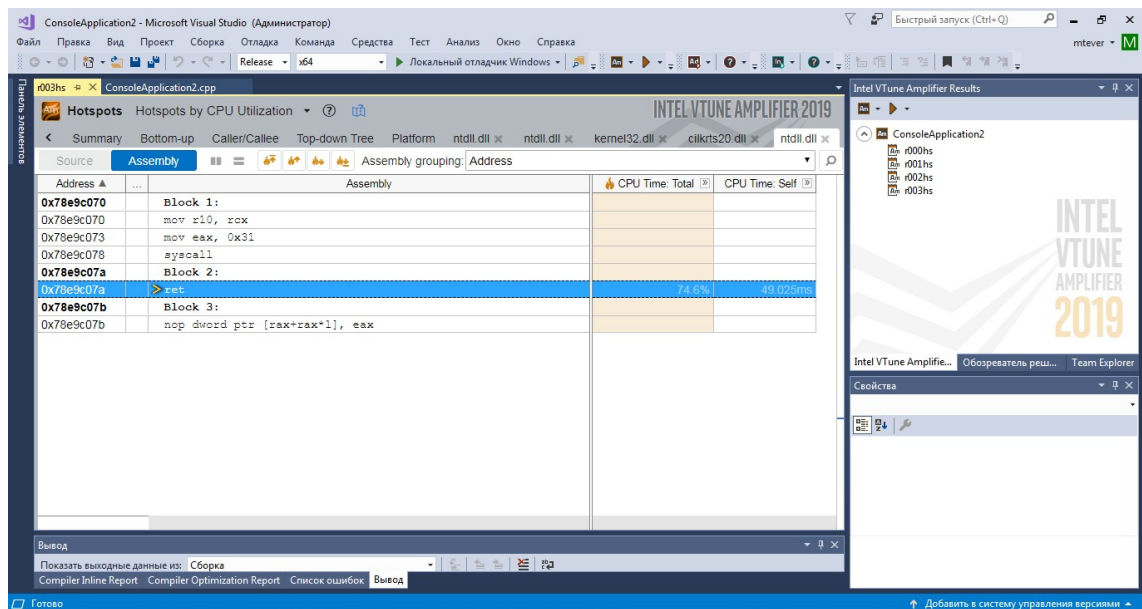 ConsoleApplication2 - Microsoft Visual Studio (Администратор)
Быстрый запуск (Ctrl+Q)
Файл Правка Вид Проект Сборка Отладка Команда Средства Тест Анализ Окно Справка
mtever
M
Release x64 Локальный отладчик Windows
Панель элементов
r003hs ConsoleApplication2.cpp
Hotspots Hotspots by CPU Utilization
INTEL VTUNE AMPLIFIER 2019
Summary Bottom-up Caller/Callee Top-down Tree Platform ntdll.dll ntdll.dll kernel32.dll cilkrts20.dll ntdll.dll
Source Assembly Assembly grouping: Address
Address ... Assembly CPU Time: Total CPU Time: Self
0x78e9c070 Block 1:
0x78e9c070 mov r10, rcx
0x78e9c073 mov eax, 0x31
0x78e9c078 syscall
0x78e9c07a Block 2:
0x78e9c07a ret 74.6% 49.025ms
0x78e9c07b Block 3:
0x78e9c07b nop dword ptr [rax+rax*1], eax
Intel VTune Amplifier Results
ConsoleApplication2
r000hs
r001hs
r002hs
r003hs
INTEL
VTUNE
AMPLIFIER
2019
Intel VTune Amplifie... Обозреватель реш... Team Explorer
Свойства
Вывод
Показать выходные данные из: Сборка
Compiler Inline Report Compiler Optimization Report Список ошибок Вывод
Готово
Добавить в систему управления версиями